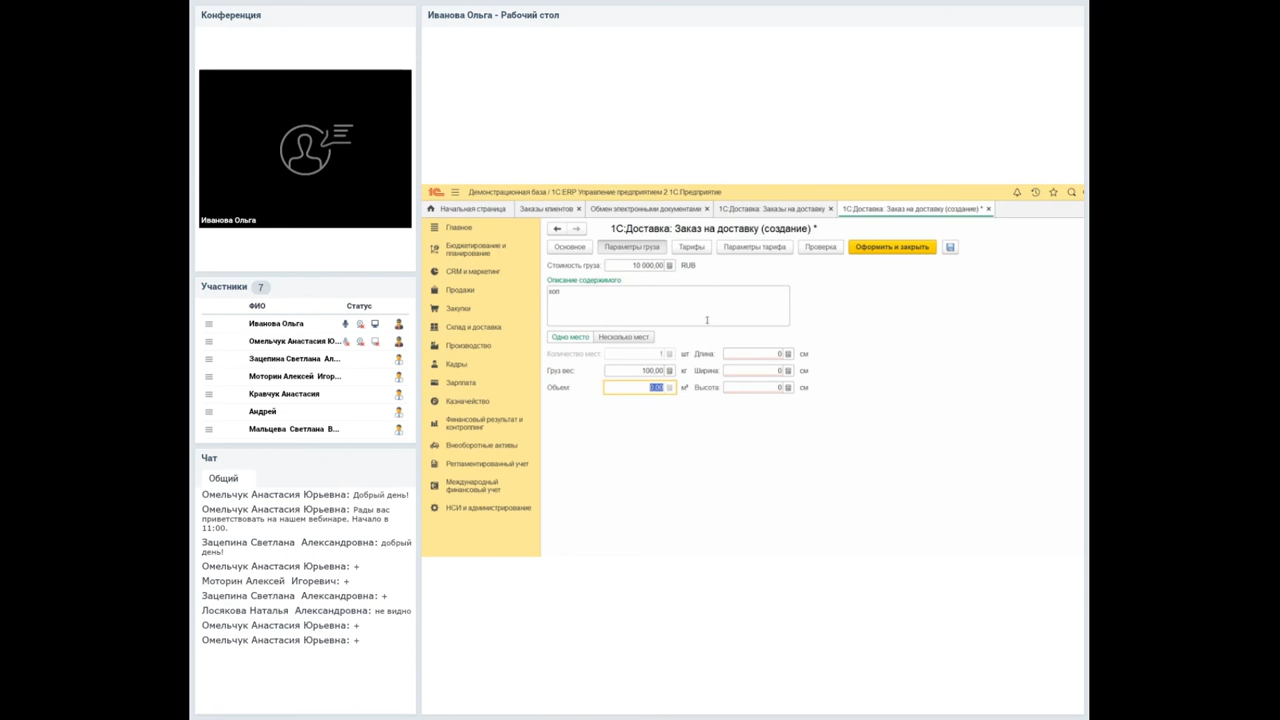 Конференция
Иванова Ольга
Участники 7
ФИО Статус
Иванова Ольга
Омельчук Анастасия Ю...
Зацепина Светлана Ал...
Моторин Алексей Игор...
Кравчук Анастасия
Андрей
Мальцева Светлана В...
Чат
Общий
Омельчук Анастасия Юрьевна: Добрый день!
Омельчук Анастасия Юрьевна: Рады вас
приветствовать на нашем вебинаре. Начало в
11:00.
Зацепина Светлана Александровна: добрый
день!
Омельчук Анастасия Юрьевна: +
Моторин Алексей Игоревич: +
Зацепина Светлана Александровна: +
Лосякова Наталья Александровна: не видно
Омельчук Анастасия Юрьевна: +
Омельчук Анастасия Юрьевна: +
Иванова Ольга - Рабочий стол
Демонстрационная база / 1С:ERP Управление предприятием 2 1С:Предприятие
Начальная страница
Заказы клиентов ×
Обмен электронными документами ×
1С:Доставка: Заказы на доставку ×
1С:Доставка: Заказ на доставку (создание) * ×
Главное
Бюджетирование и
планирование
CRM и маркетинг
Продажи
Закупки
Склад и доставка
Производство
Кадры
Зарплата
Казначейство
Финансовый результат и
контроллинг
Внеоборотные активы
Регламентированный учет
Международный
финансовый учет
НСИ и администрирование
1С:Доставка: Заказ на доставку (создание) *
Основное Параметры груза Тарифы Параметры тарифа Проверка Оформить и закрыть
Стоимость груза: 10 000,00 RUB
Описание содержимого
хоп
Одно место Несколько мест
Количество мест: 1 шт Длина: 0 см
Груз вес: 100,00 кг Ширина: 0 см
Объем: 0,00 м³ Высота: 0 см